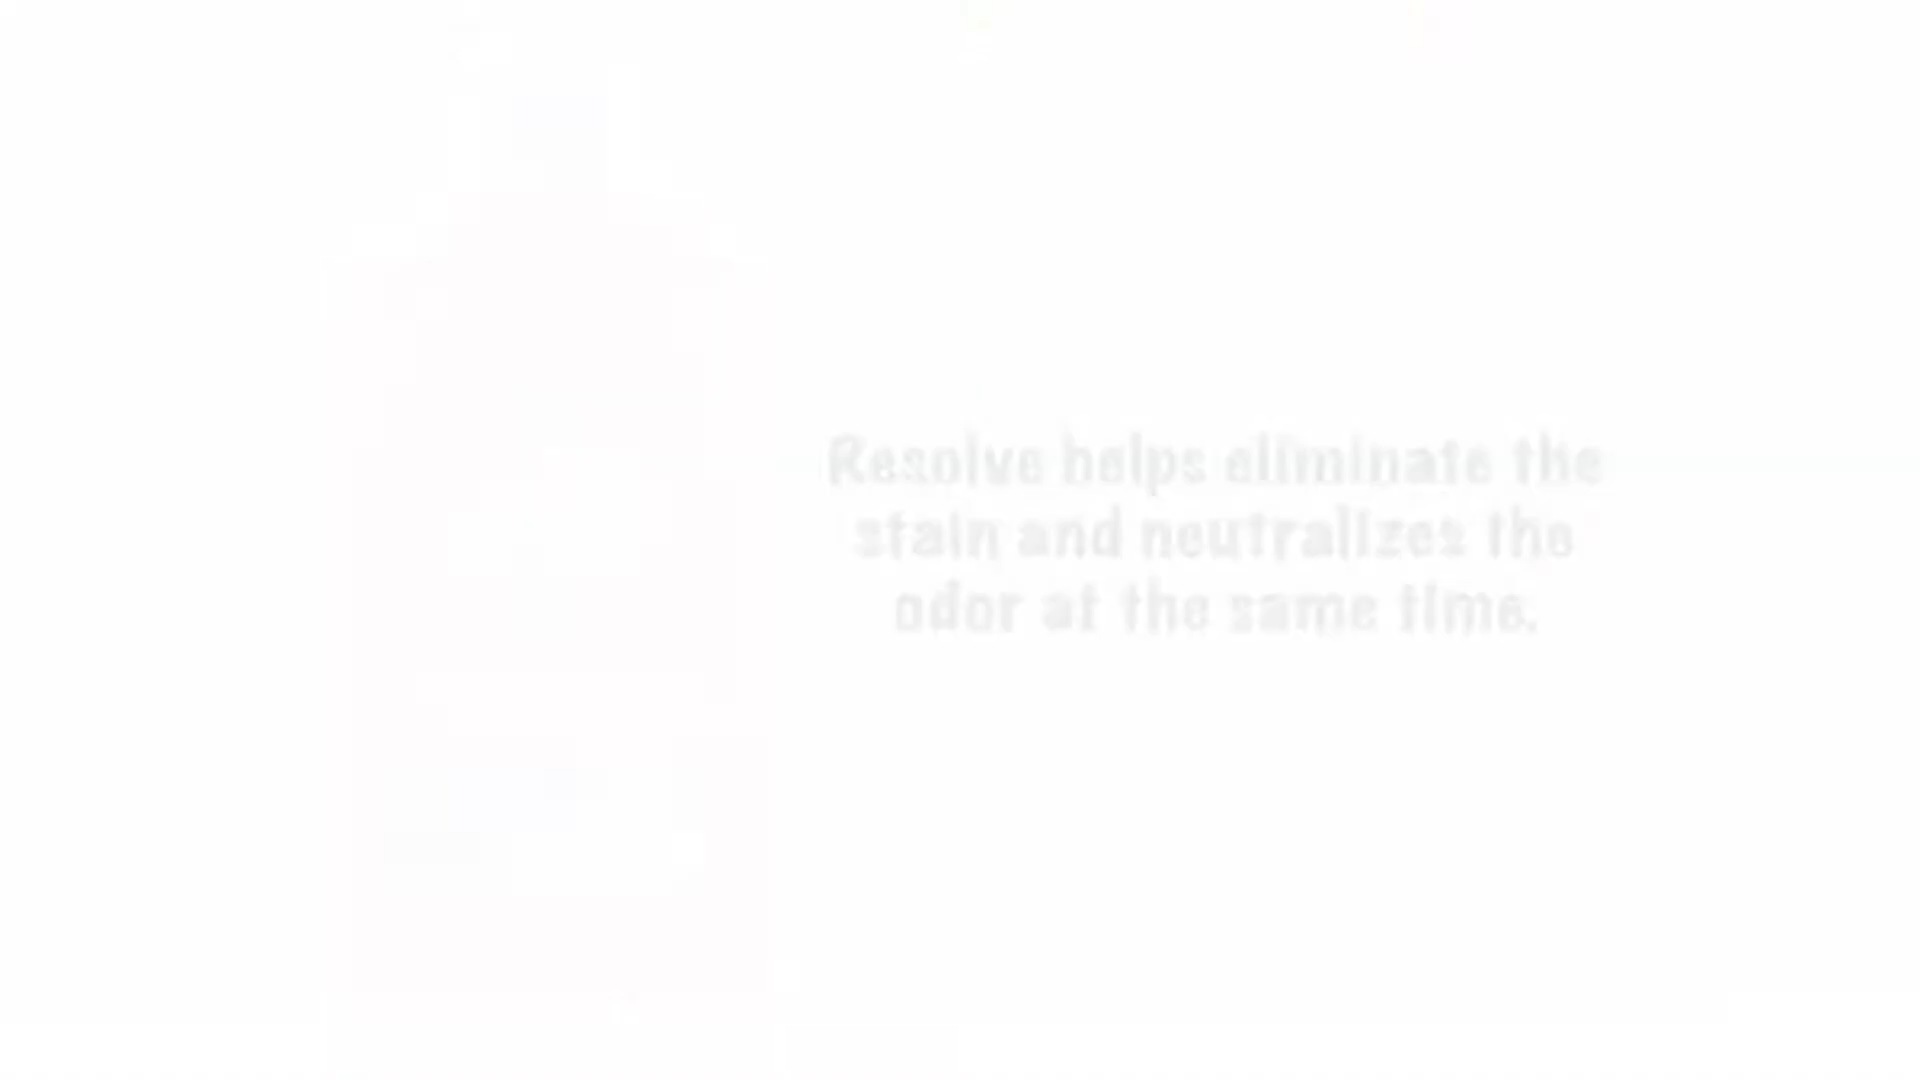 Resolve helps eliminate the
stain and neutralizes the
odor at the same time.